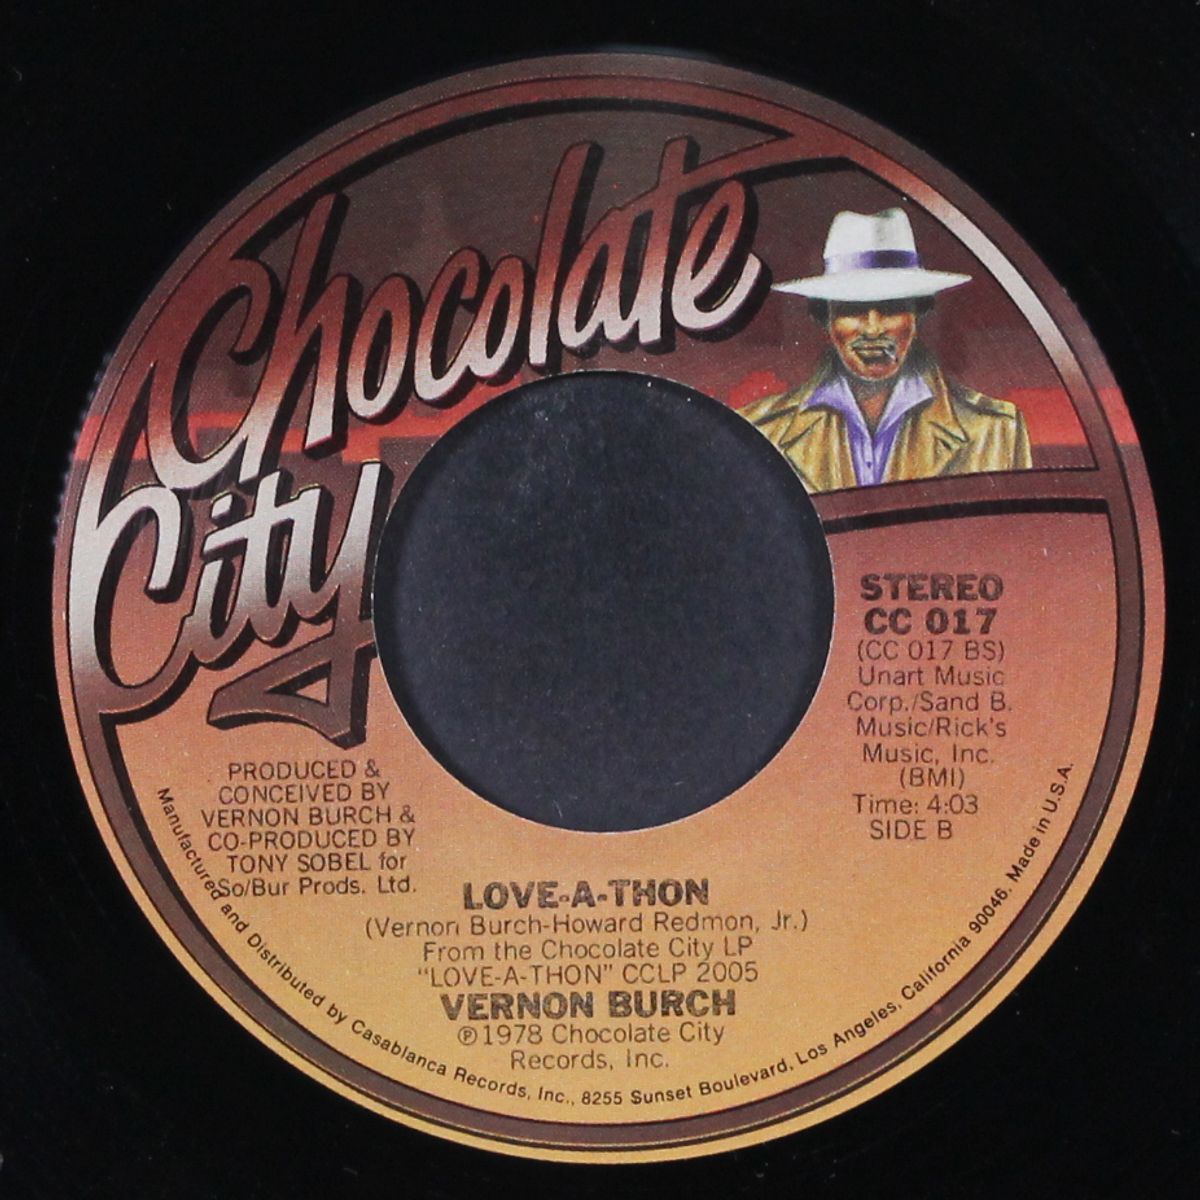 Chocolate
City
STEREO
CC 017
(CC 017 BS)
Unart Music
Corp./Sand B.
Music/Rick's
Music, Inc.
(BMI)
Time: 4:03
SIDE B
PRODUCED &
CONCEIVED BY
VERNON BURCH &
CO-PRODUCED BY
TONY SOBEL for
So/Bur Prods. Ltd.
LOVE-A-THON
(Vernon Burch-Howard Redmon, Jr.)
From the Chocolate City LP
"LOVE-A-THON" CCLP 2005
VERNON BURCH
℗1978 Chocolate City
Records, Inc.
Manufactured and Distributed by Casablanca Records, Inc., 8255 Sunset Boulevard, Los Angeles, California 90046. Made in U.S.A.